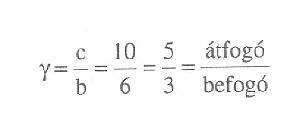 γ = c/b = 10/6 = 5/3 = átfogó/befogó